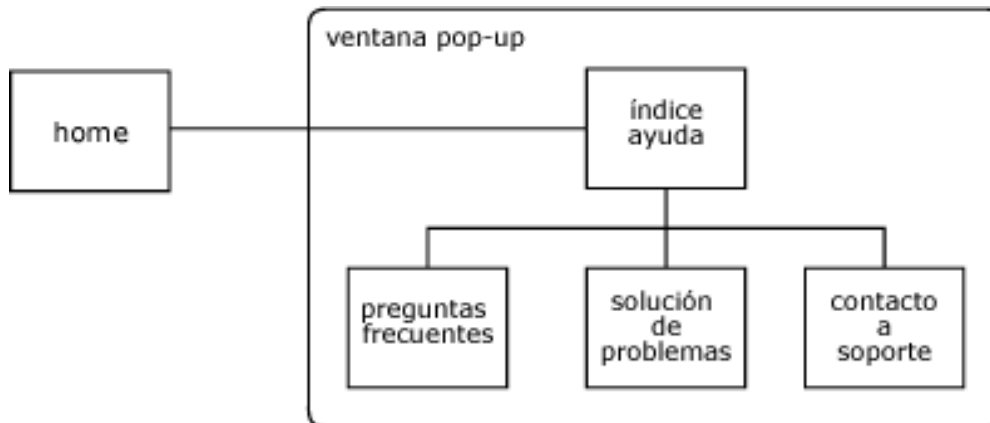 ventana pop-up
home
índice
ayuda
preguntas
frecuentes
solución
de
problemas
contacto
a
soporte